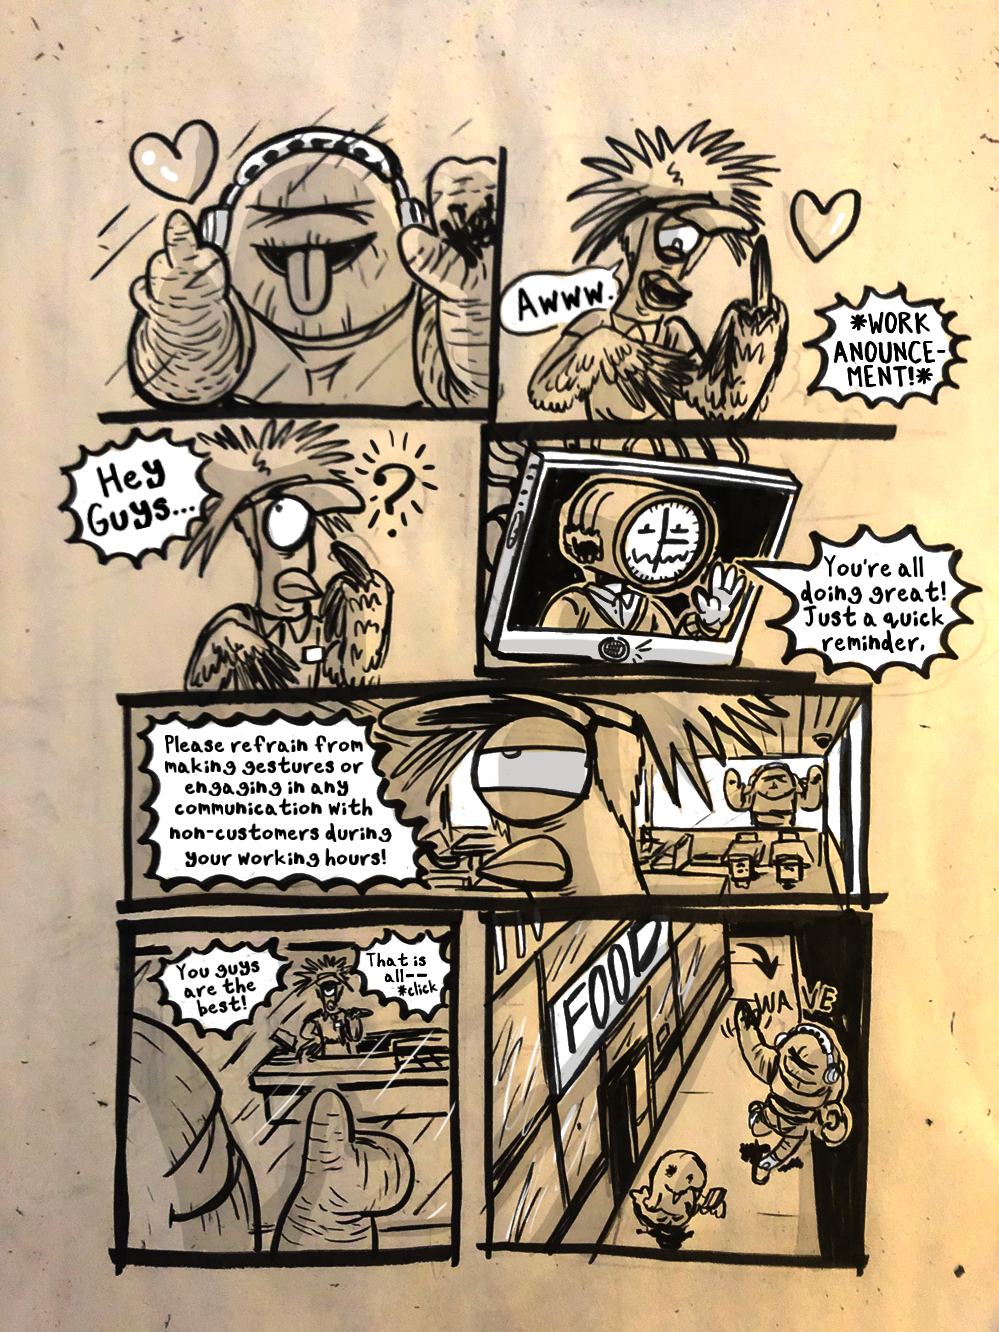 Awww.
*WORK
ANOUNCE-
MENT!*
Hey
Guys...
?
You're all
doing great!
Just a quick
reminder.
Please refrain from
making gestures or
engaging in any
communication with
non-customers during
your working hours!
You guys
are the
best!
That is
all--
*click
FOOD
WAVE